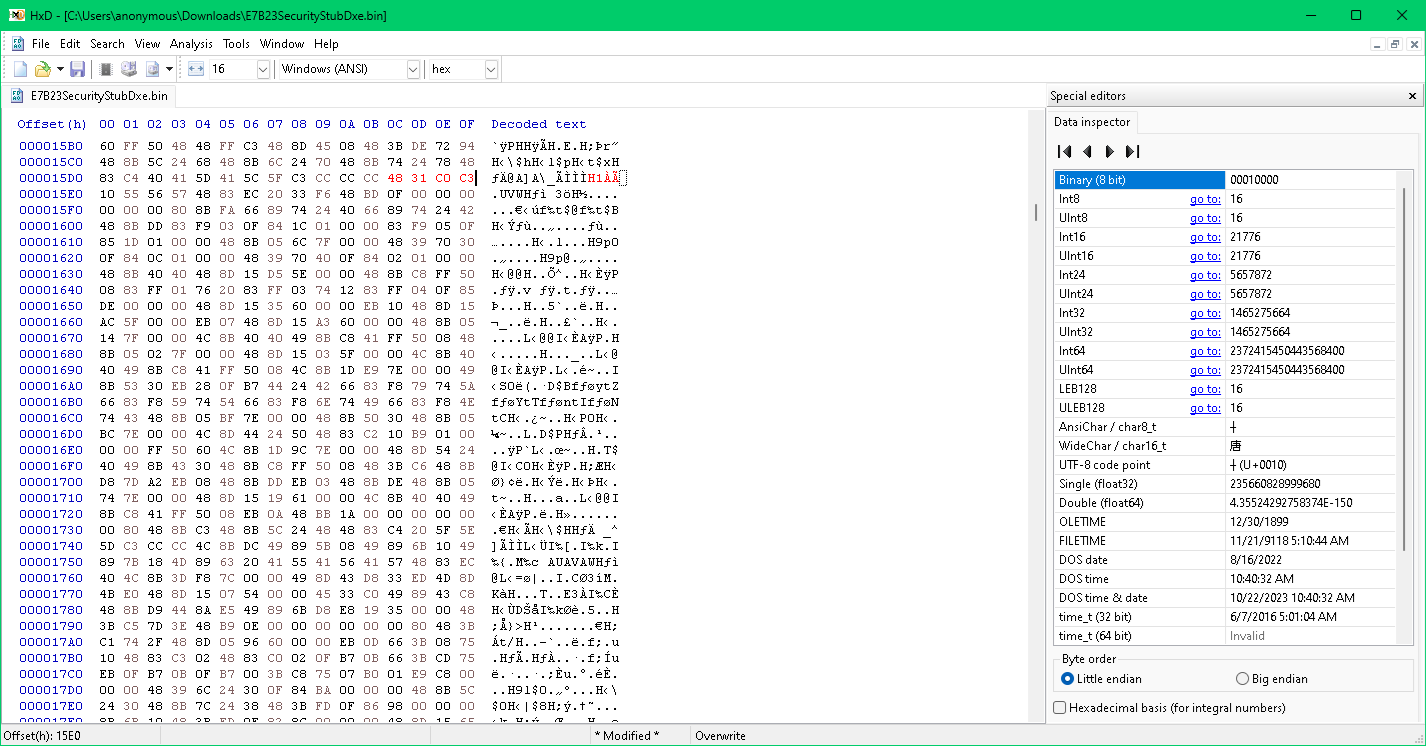 HxD - [C:\Users\anonymous\Downloads\E7B23SecurityStubDxe.bin]
File Edit Search View Analysis Tools Window Help
16 Windows (ANSI) hex
E7B23SecurityStubDxe.bin
Offset(h) 00 01 02 03 04 05 06 07 08 09 0A 0B 0C 0D 0E 0F Decoded text
000015B0 60 FF 50 48 48 FF C3 48 8D 45 08 48 3B DE 72 94 `ÿPHHÿÃH.E.H;Þr”
000015C0 48 8B 5C 24 68 48 8B 6C 24 70 48 8B 74 24 78 48 H‹\$hH‹l$pH‹t$xH
000015D0 83 C4 40 41 5D 41 5C 5F C3 CC CC CC 48 31 C0 C3 ƒÄ@A]A\_ÃÌÌÌH1ÀÃ
000015E0 10 55 56 57 48 83 EC 20 33 F6 48 BD 0F 00 00 00 .UVWHƒì 3öH½....
000015F0 00 00 00 80 8B FA 66 89 74 24 40 66 89 74 24 42 ...€‹úf‰t$@f‰t$B
00001600 48 8B DD 83 F9 03 0F 84 1C 01 00 00 83 F9 05 0F H‹Ýƒù..„....ƒù..
00001610 85 1D 01 00 00 48 8B 05 6C 7F 00 00 48 39 70 30 …....H‹.l...H9p0
00001620 0F 84 0C 01 00 00 48 39 70 40 0F 84 02 01 00 00 .„....H9p@.„....
00001630 48 8B 40 40 48 8D 15 D5 5E 00 00 48 8B C8 FF 50 H‹@@H..Õ^..H‹ÈÿP
00001640 08 83 FF 01 76 20 83 FF 03 74 12 83 FF 04 0F 85 .ƒÿ.v ƒÿ.t.ƒÿ..…
00001650 DE 00 00 00 48 8D 15 35 60 00 00 EB 10 48 8D 15 Þ...H..5`..ë.H..
00001660 AC 5F 00 00 EB 07 48 8D 15 A3 60 00 00 48 8B 05 ¬_..ë.H..£`..H‹.
00001670 14 7F 00 00 4C 8B 40 40 49 8B C8 41 FF 50 08 48 ....L‹@@I‹ÈAÿP.H
00001680 8B 05 02 7F 00 00 48 8D 15 03 5F 00 00 4C 8B 40 ‹.....H..._..L‹@
00001690 40 49 8B C8 41 FF 50 08 4C 8B 1D E9 7E 00 00 49 @I‹ÈAÿP.L‹.é~..I
000016A0 8B 53 30 EB 28 0F B7 44 24 42 66 83 F8 79 74 5A ‹S0ë(.·D$BfƒøytZ
000016B0 66 83 F8 59 74 54 66 83 F8 6E 74 49 66 83 F8 4E fƒøYtTfƒøntIfƒøN
000016C0 74 43 48 8B 05 BF 7E 00 00 48 8B 50 30 48 8B 05 tCH‹.¿~..H‹P0H‹.
000016D0 BC 7E 00 00 4C 8D 44 24 50 48 83 C2 10 B9 01 00 ¼~..L.D$PHƒÂ.¹..
000016E0 00 00 FF 50 60 4C 8B 1D 9C 7E 00 00 48 8D 54 24 ..ÿP`L‹.œ~..H.T$
000016F0 40 49 8B 43 30 48 8B C8 FF 50 08 48 3B C6 48 8B @I‹C0H‹ÈÿP.H;ÆH‹
00001700 D8 7D A2 EB 08 48 8B DD EB 03 48 8B DE 48 8B 05 Ø}¢ë.H‹Ýë.H‹ÞH‹.
00001710 74 7E 00 00 48 8D 15 19 61 00 00 4C 8B 40 40 49 t~..H...a..L‹@@I
00001720 8B C8 41 FF 50 08 EB 0A 48 BB 1A 00 00 00 00 00 ‹ÈAÿP.ë.H»......
00001730 00 80 48 8B C3 48 8B 5C 24 48 48 83 C4 20 5F 5E .€H‹ÃH‹\$HHƒÄ _^
00001740 5D C3 CC CC 4C 8B DC 49 89 5B 08 49 89 6B 10 49 ]ÃÌÌL‹ÜI‰[.I‰k.I
00001750 89 7B 18 4D 89 63 20 41 55 41 56 41 57 48 83 EC ‰{.M‰c AUAVAWHƒì
00001760 40 4C 8B 3D F8 7C 00 00 49 8D 43 D8 33 ED 4D 8D @L‹=ø|..I.CØ3íM.
00001770 4B E0 48 8D 15 07 54 00 00 45 33 C0 49 89 43 C8 KàH...T..E3ÀI‰CÈ
00001780 48 8B D9 44 8A E5 49 89 6B D8 E8 19 35 00 00 48 H‹ÙDŠåI‰kØè.5..H
00001790 3B C5 7D 3E 48 B9 0E 00 00 00 00 00 00 80 48 3B ;Å}>H¹.......€H;
000017A0 C1 74 2F 48 8D 05 96 60 00 00 EB 0D 66 3B 08 75 Át/H..–`..ë.f;.u
000017B0 10 48 83 C3 02 48 83 C0 02 0F B7 0B 66 3B CD 75 .HƒÃ.HƒÀ..·.f;Íu
000017C0 EB 0F B7 0B 0F B7 00 3B C8 75 07 B0 01 E9 C8 00 ë.·..·.;Èu.°.éÈ.
000017D0 00 00 48 39 6C 24 30 0F 84 BA 00 00 00 48 8B 5C ..H9l$0.„º...H‹\
000017E0 24 30 48 8B 7C 24 38 48 3B FD 0F 86 98 00 00 00 $0H‹|$8H;ý.†˜...
Special editors
Data inspector
Binary (8 bit) 00010000
Int8 go to: 16
UInt8 go to: 16
Int16 go to: 21776
UInt16 go to: 21776
Int24 go to: 5657872
UInt24 go to: 5657872
Int32 go to: 1465275664
UInt32 go to: 1465275664
Int64 go to: 2372415450443568400
UInt64 go to: 2372415450443568400
LEB128 go to: 16
ULEB128 go to: 16
AnsiChar / char8_t ┼
WideChar / char16_t 唐
UTF-8 code point ┼ (U+0010)
Single (float32) 235660828999680
Double (float64) 4.35524292758374E-150
OLETIME 12/30/1899
FILETIME 11/21/9118 5:10:44 AM
DOS date 8/16/2022
DOS time 10:40:32 AM
DOS time & date 10/22/2023 10:40:32 AM
time_t (32 bit) 6/7/2016 5:01:04 AM
time_t (64 bit) Invalid
Byte order
Little endian Big endian
Hexadecimal basis (for integral numbers)
Offset(h): 15E0 * Modified * Overwrite